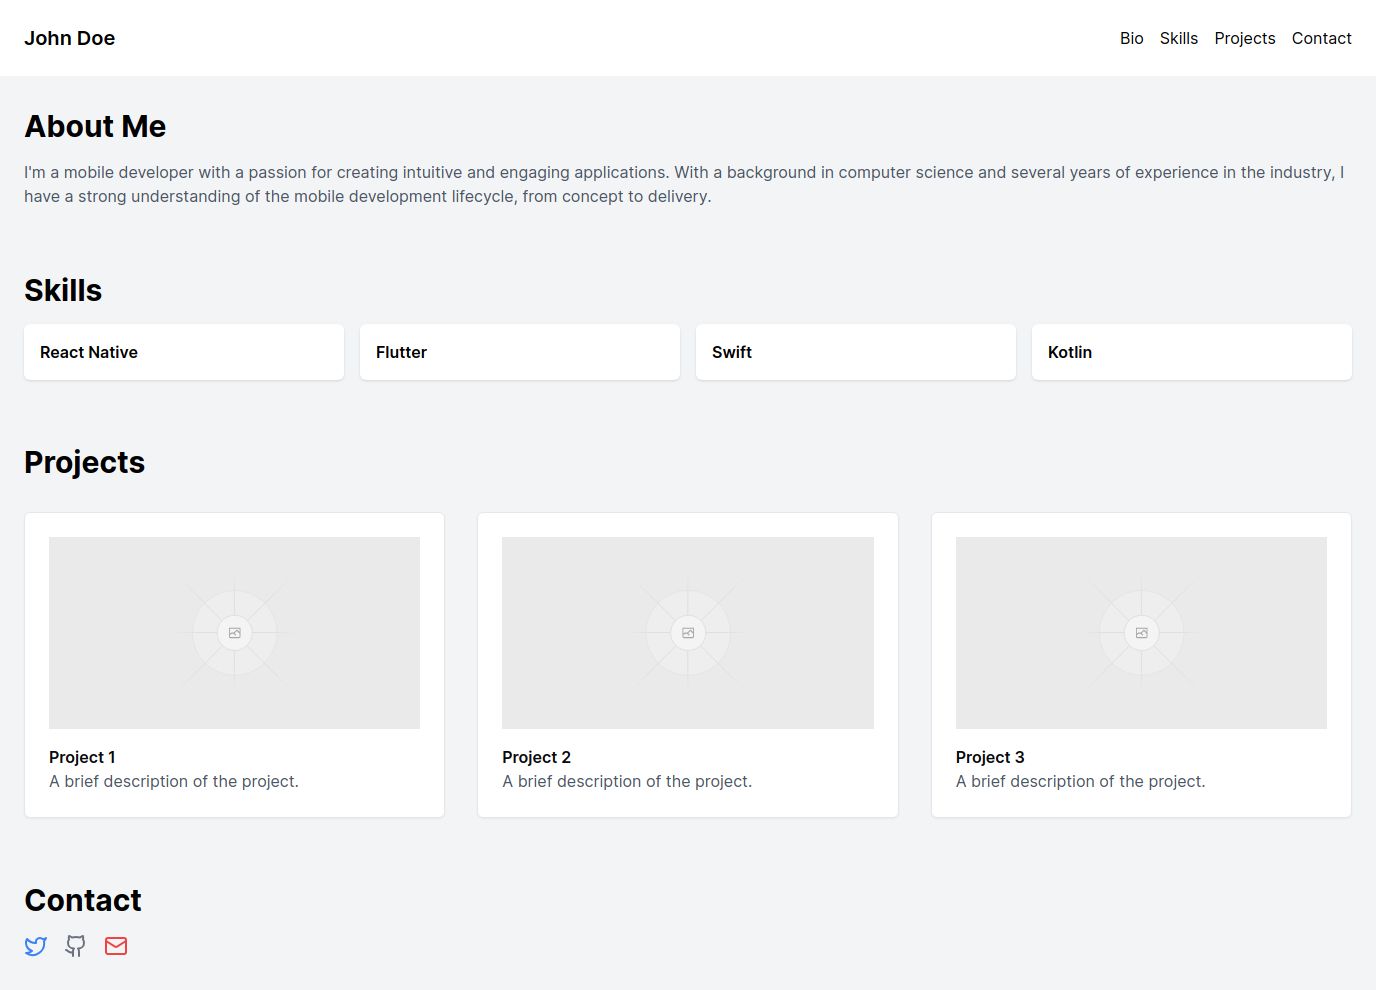 John Doe
Bio Skills Projects Contact
About Me
I'm a mobile developer with a passion for creating intuitive and engaging applications. With a background in computer science and several years of experience in the industry, I
have a strong understanding of the mobile development lifecycle, from concept to delivery.
Skills
React Native
Flutter
Swift
Kotlin
Projects
Project 1
A brief description of the project.
Project 2
A brief description of the project.
Project 3
A brief description of the project.
Contact